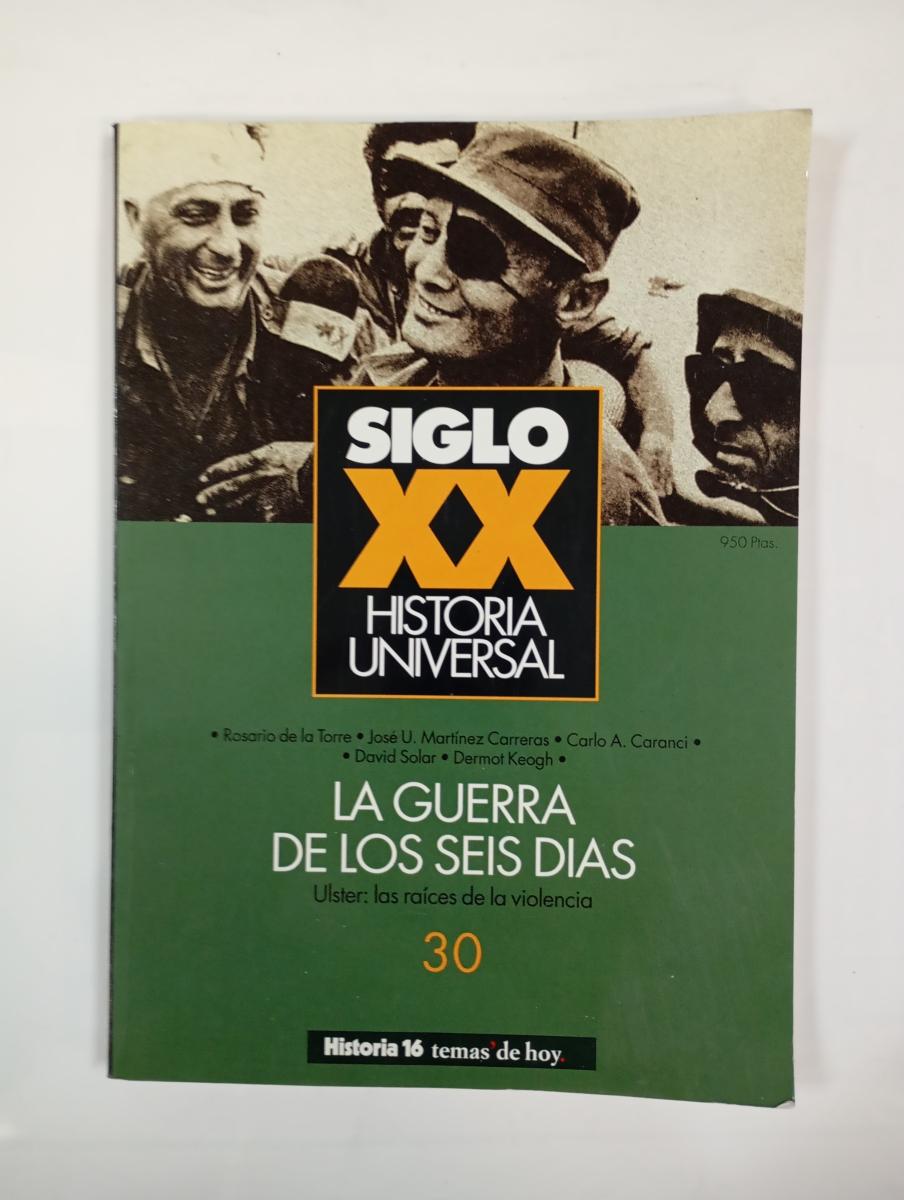 SIGLO
XX
HISTORIA
UNIVERSAL
950 Ptas.
• Rosario de la Torre • José U. Martínez Carreras • Carlo A. Caranci •
• David Solar • Dermot Keogh •
LA GUERRA
DE LOS SEIS DIAS
Ulster: las raíces de la violencia
30
Historia 16 temas'de hoy.